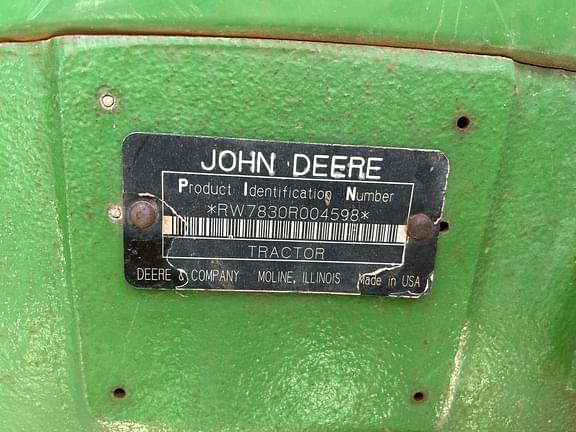 JOHN DEERE
Product Identification Number
*RW7830R004598*
TRACTOR
DEERE & COMPANY MOLINE, ILLINOIS Made in USA